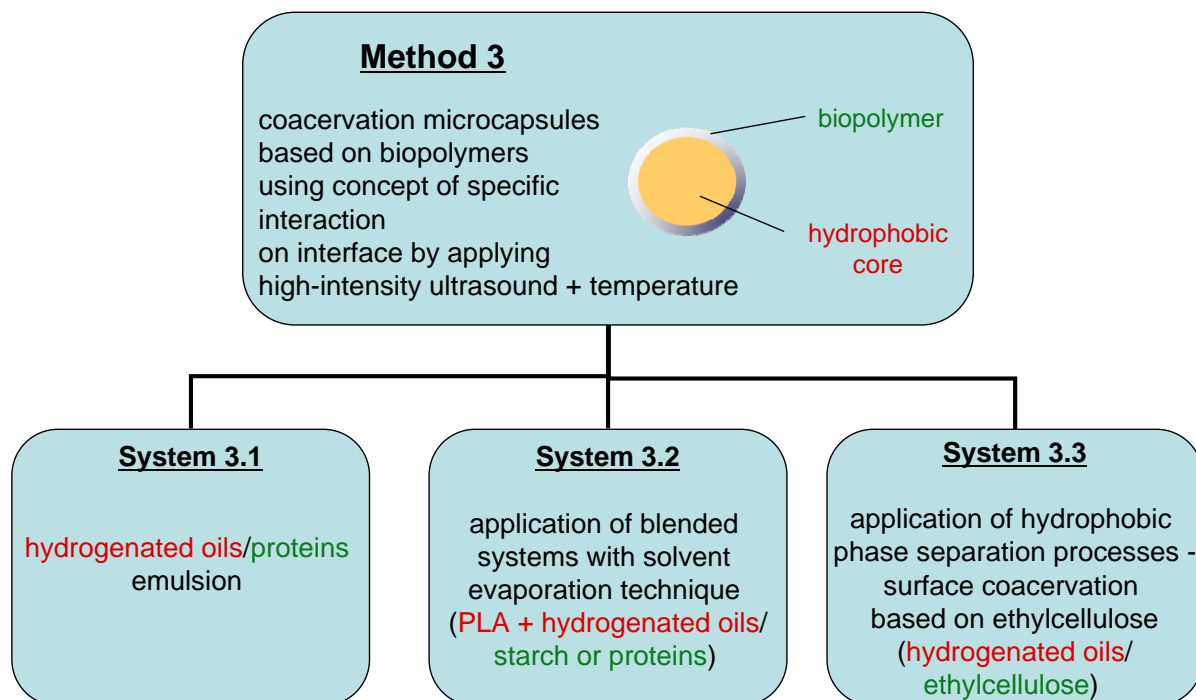 Method 3
coacervation microcapsules
based on biopolymers
using concept of specific
interaction
on interface by applying
high-intensity ultrasound + temperature
biopolymer
hydrophobic
core
System 3.1
hydrogenated oils/proteins
emulsion
System 3.2
application of blended
systems with solvent
evaporation technique
(PLA + hydrogenated oils/
starch or proteins)
System 3.3
application of hydrophobic
phase separation processes -
surface coacervation
based on ethylcellulose
(hydrogenated oils/
ethylcellulose)